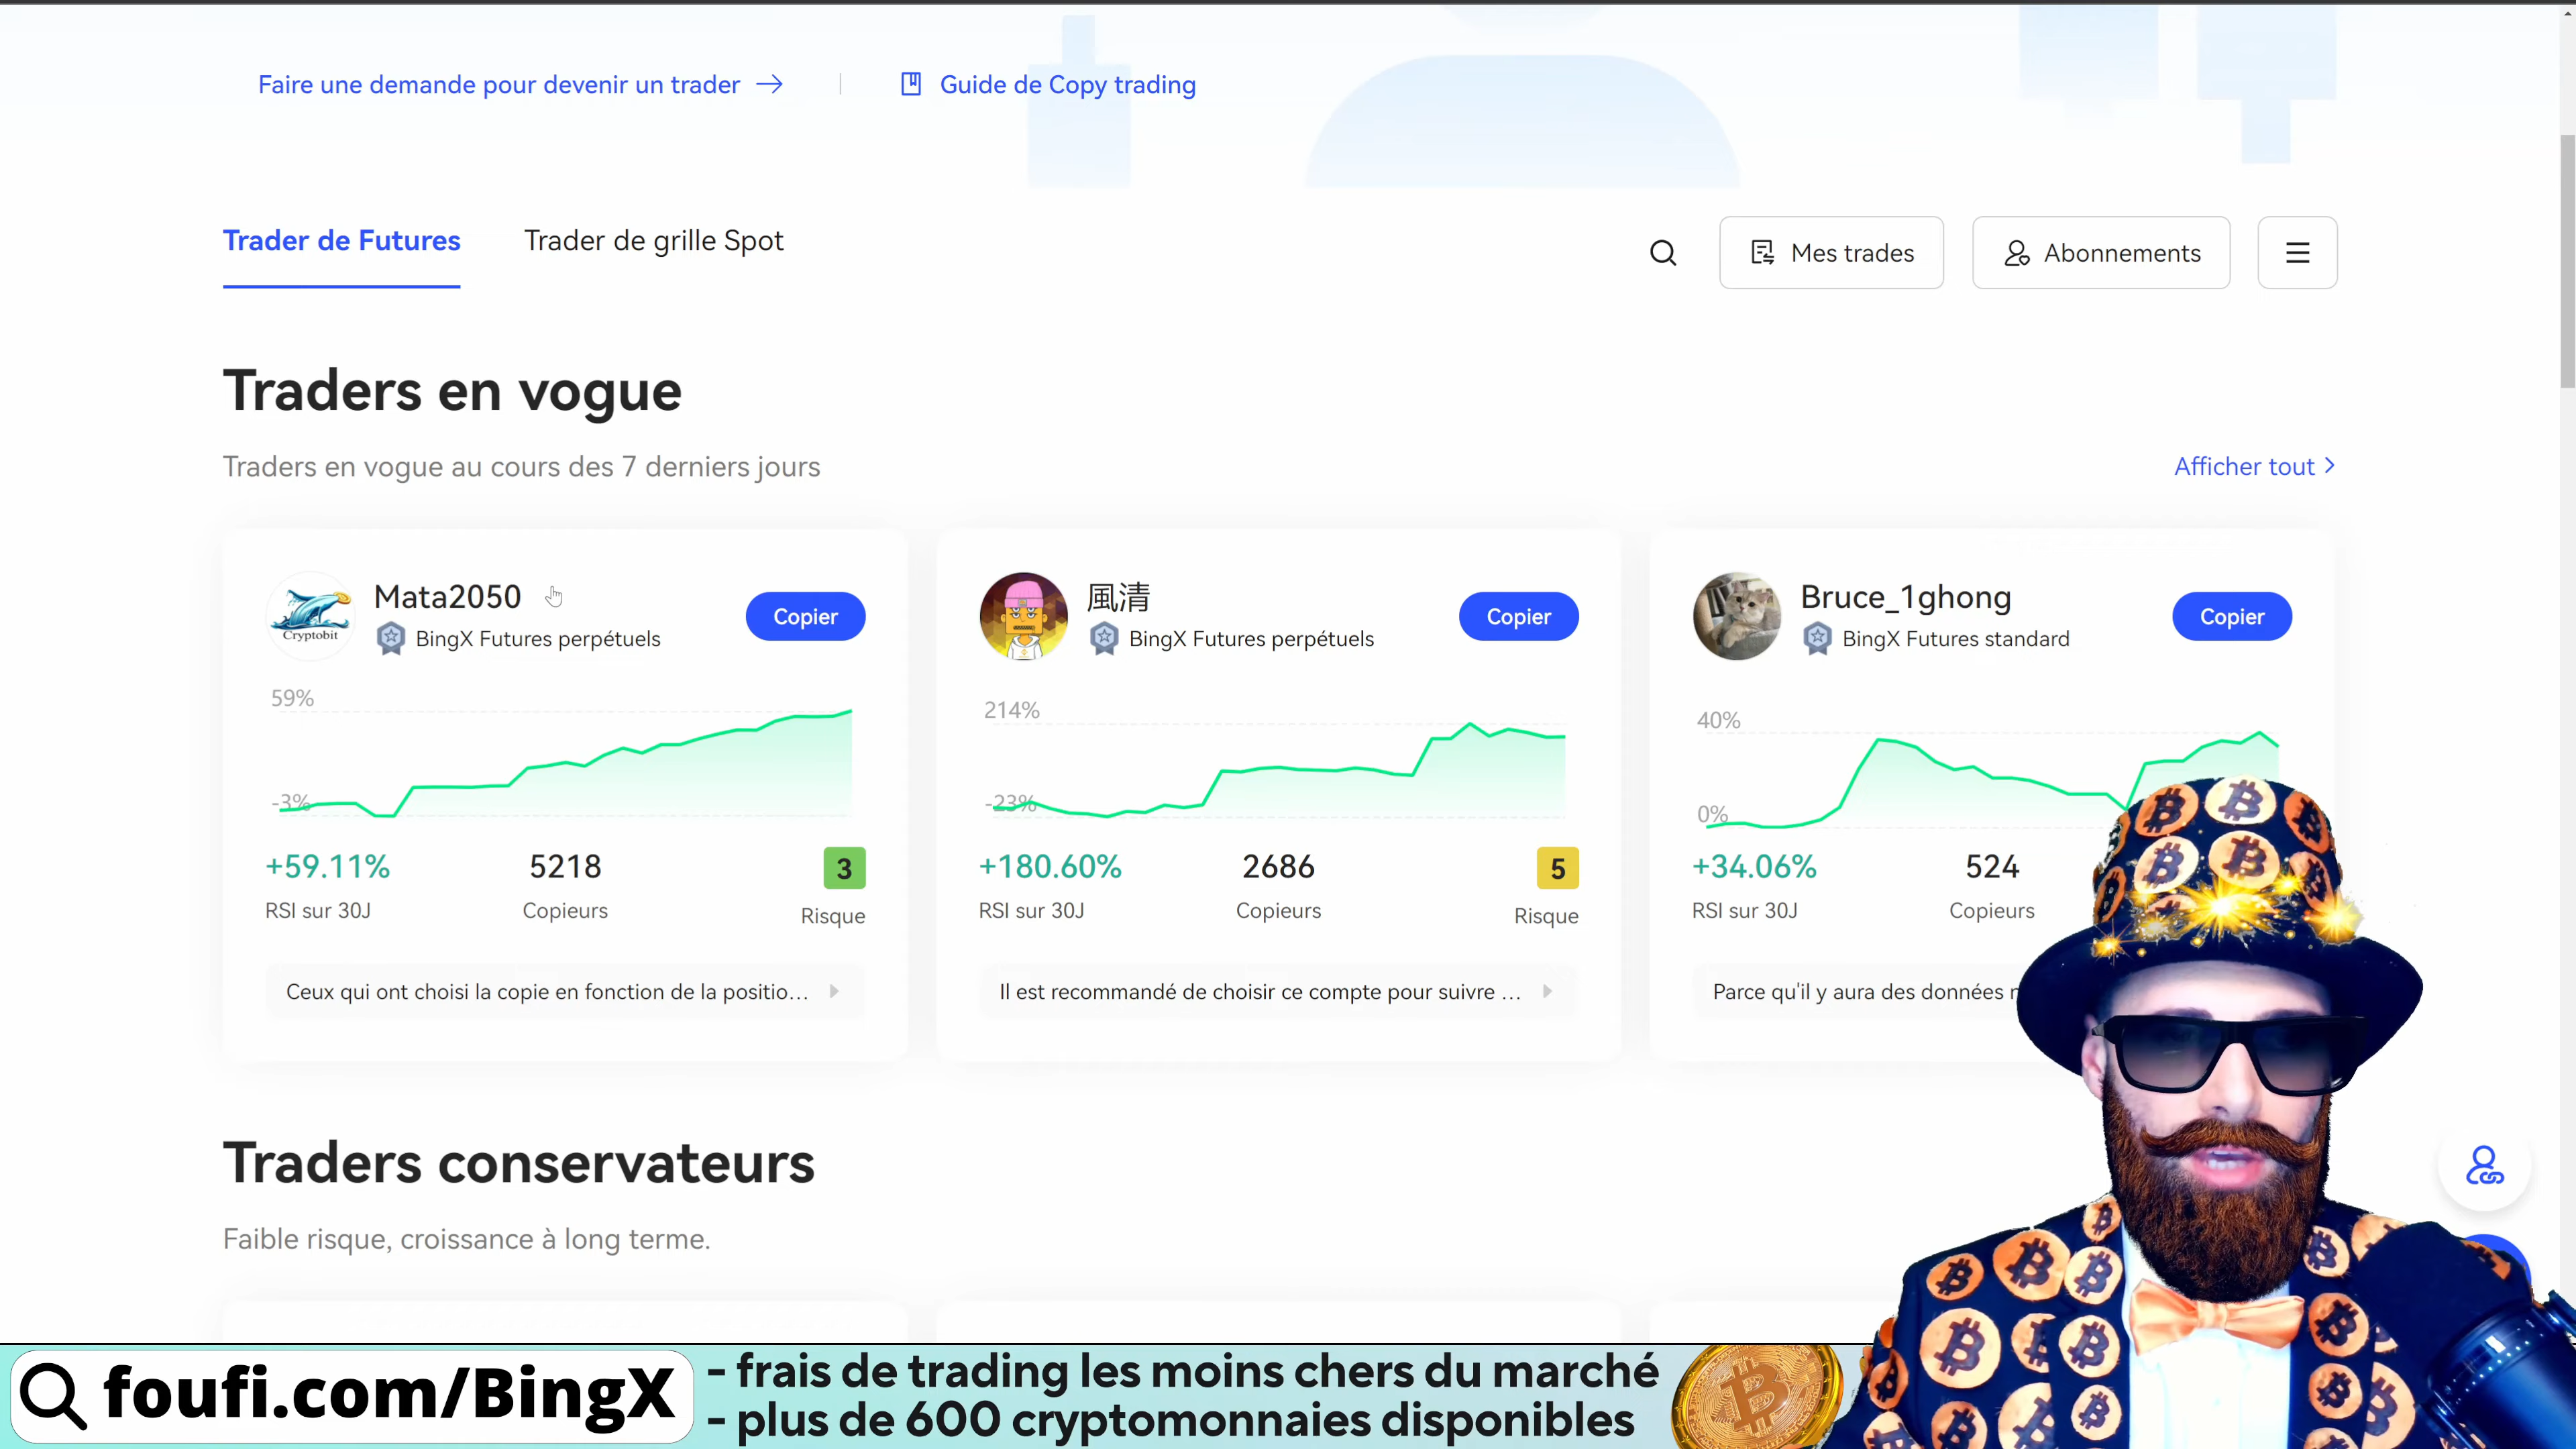 Faire une demande pour devenir un trader
Guide de Copy trading
Trader de Futures
Trader de grille Spot
Mes trades
Abonnements
Traders en vogue
Traders en vogue au cours des 7 derniers jours
Afficher tout
Mata2050
Cryptobit
BingX Futures perpétuels
Copier
59%
-3%
+59.11%
5218
3
RSI sur 30J
Copieurs
Risque
Ceux qui ont choisi la copie en fonction de la positio...
風清
BingX Futures perpétuels
Copier
214%
-23%
+180.60%
2686
5
RSI sur 30J
Copieurs
Risque
Il est recommandé de choisir ce compte pour suivre ...
Bruce_1ghong
BingX Futures standard
Copier
40%
0%
+34.06%
524
RSI sur 30J
Copieurs
Parce qu'il y aura des données
Traders conservateurs
Faible risque, croissance à long terme.
foufi.com/BingX
- frais de trading les moins chers du marché
- plus de 600 cryptomonnaies disponibles